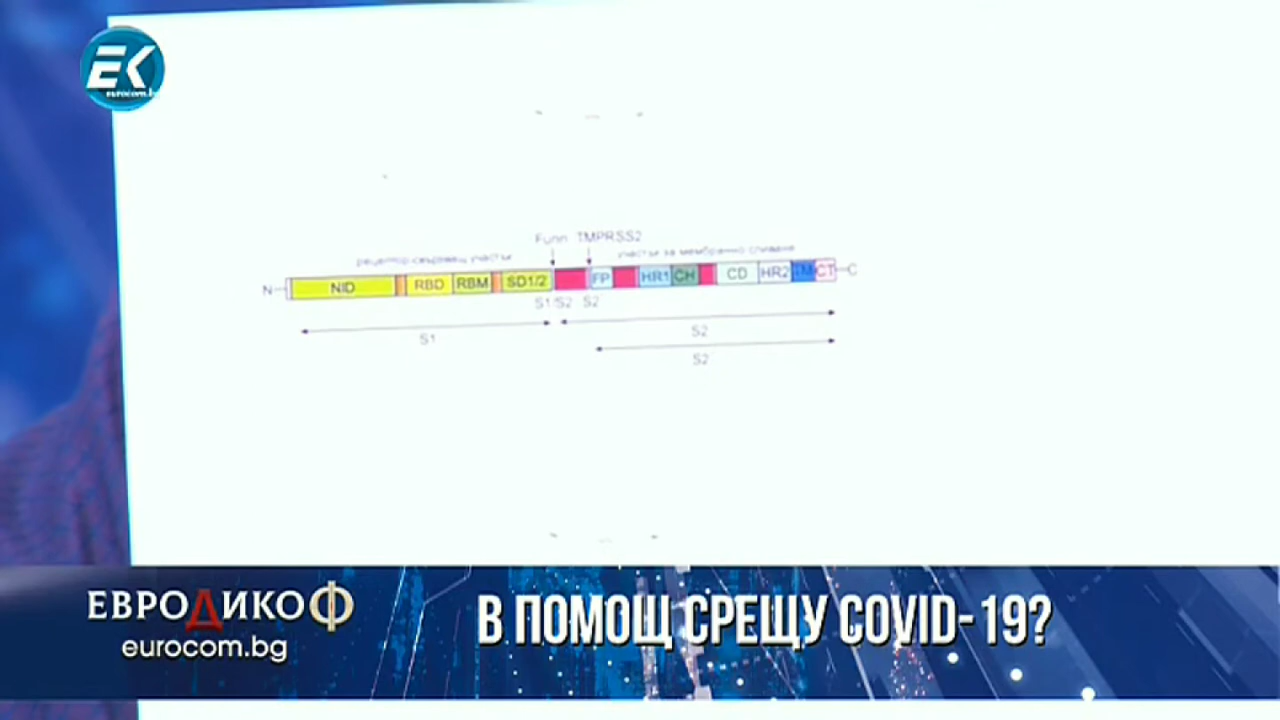 EK
eurocom.bg
TMPRSS2
рецептор-свързващ участък
участък за мембранно сливане
N
NID
RBD
RBM
SD1/2
FP
HR1
CH
CD
HR2
TM
CT
C
S1/S2
S2
S1
S2
S2
ЕВРОДИКОФ
eurocom.bg
В ПОМОЩ СРЕЩУ COVID-19?